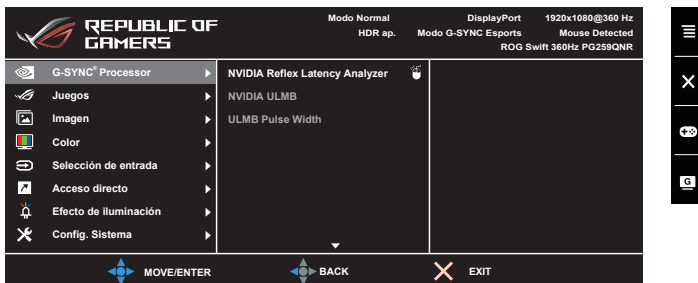 REPUBLIC OF
GAMERS
Modo Normal DisplayPort 1920x1080@360 Hz
HDR ap. Modo G-SYNC Esports Mouse Detected
ROG Swift 360Hz PG259QNR
G-SYNC® Processor
Juegos
Imagen
Color
Selección de entrada
Acceso directo
Efecto de iluminación
Config. Sistema
NVIDIA Reflex Latency Analyzer
NVIDIA ULMB
ULMB Pulse Width
MOVE/ENTER
BACK
EXIT
G